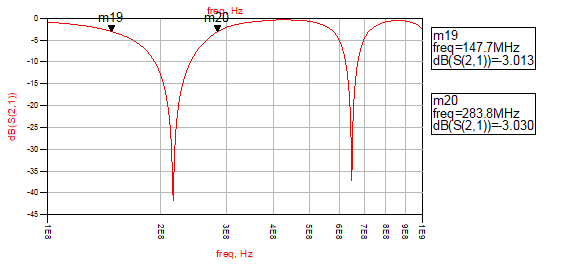 freq, Hz
m19
m20
0
-5
-10
-15
-20
-25
-30
-35
-40
-45
dB(S(2,1))
1E8
2E8
3E8
4E8
5E8
6E8
7E8
8E8
9E8
1E9
freq, Hz
m19
freq=147.7MHz
dB(S(2,1))=-3.013
m20
freq=283.8MHz
dB(S(2,1))=-3.030